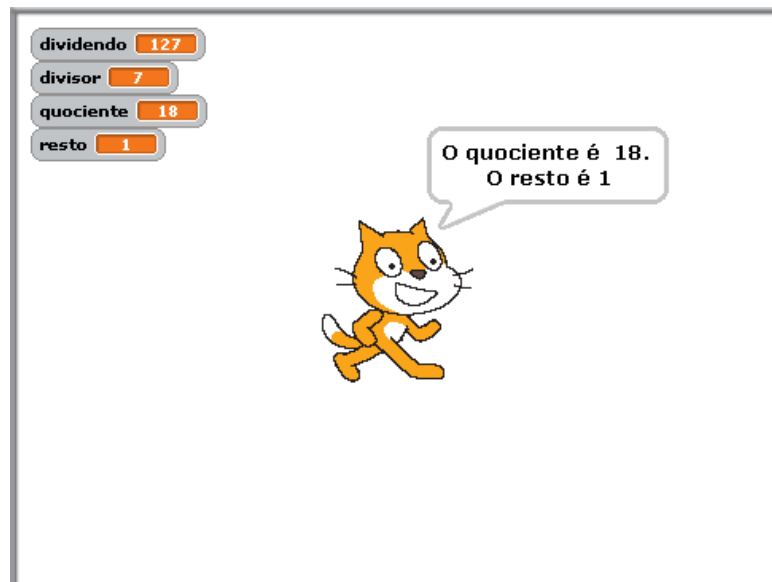 dividendo 127
divisor 7
quociente 18
resto 1
O quociente é 18.
O resto é 1